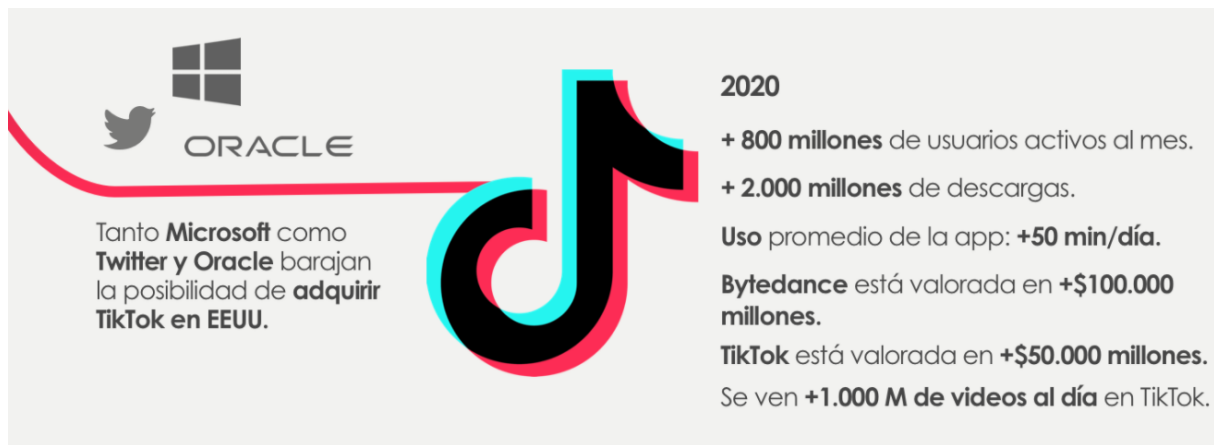 ORACLE
Tanto Microsoft como
Twitter y Oracle barajan
la posibilidad de adquirir
TikTok en EEUU.
2020
+ 800 millones de usuarios activos al mes.
+ 2.000 millones de descargas.
Uso promedio de la app: +50 min/día.
Bytedance está valorada en +$100.000
millones.
TikTok está valorada en +$50.000 millones.
Se ven +1.000 M de videos al día en TikTok.